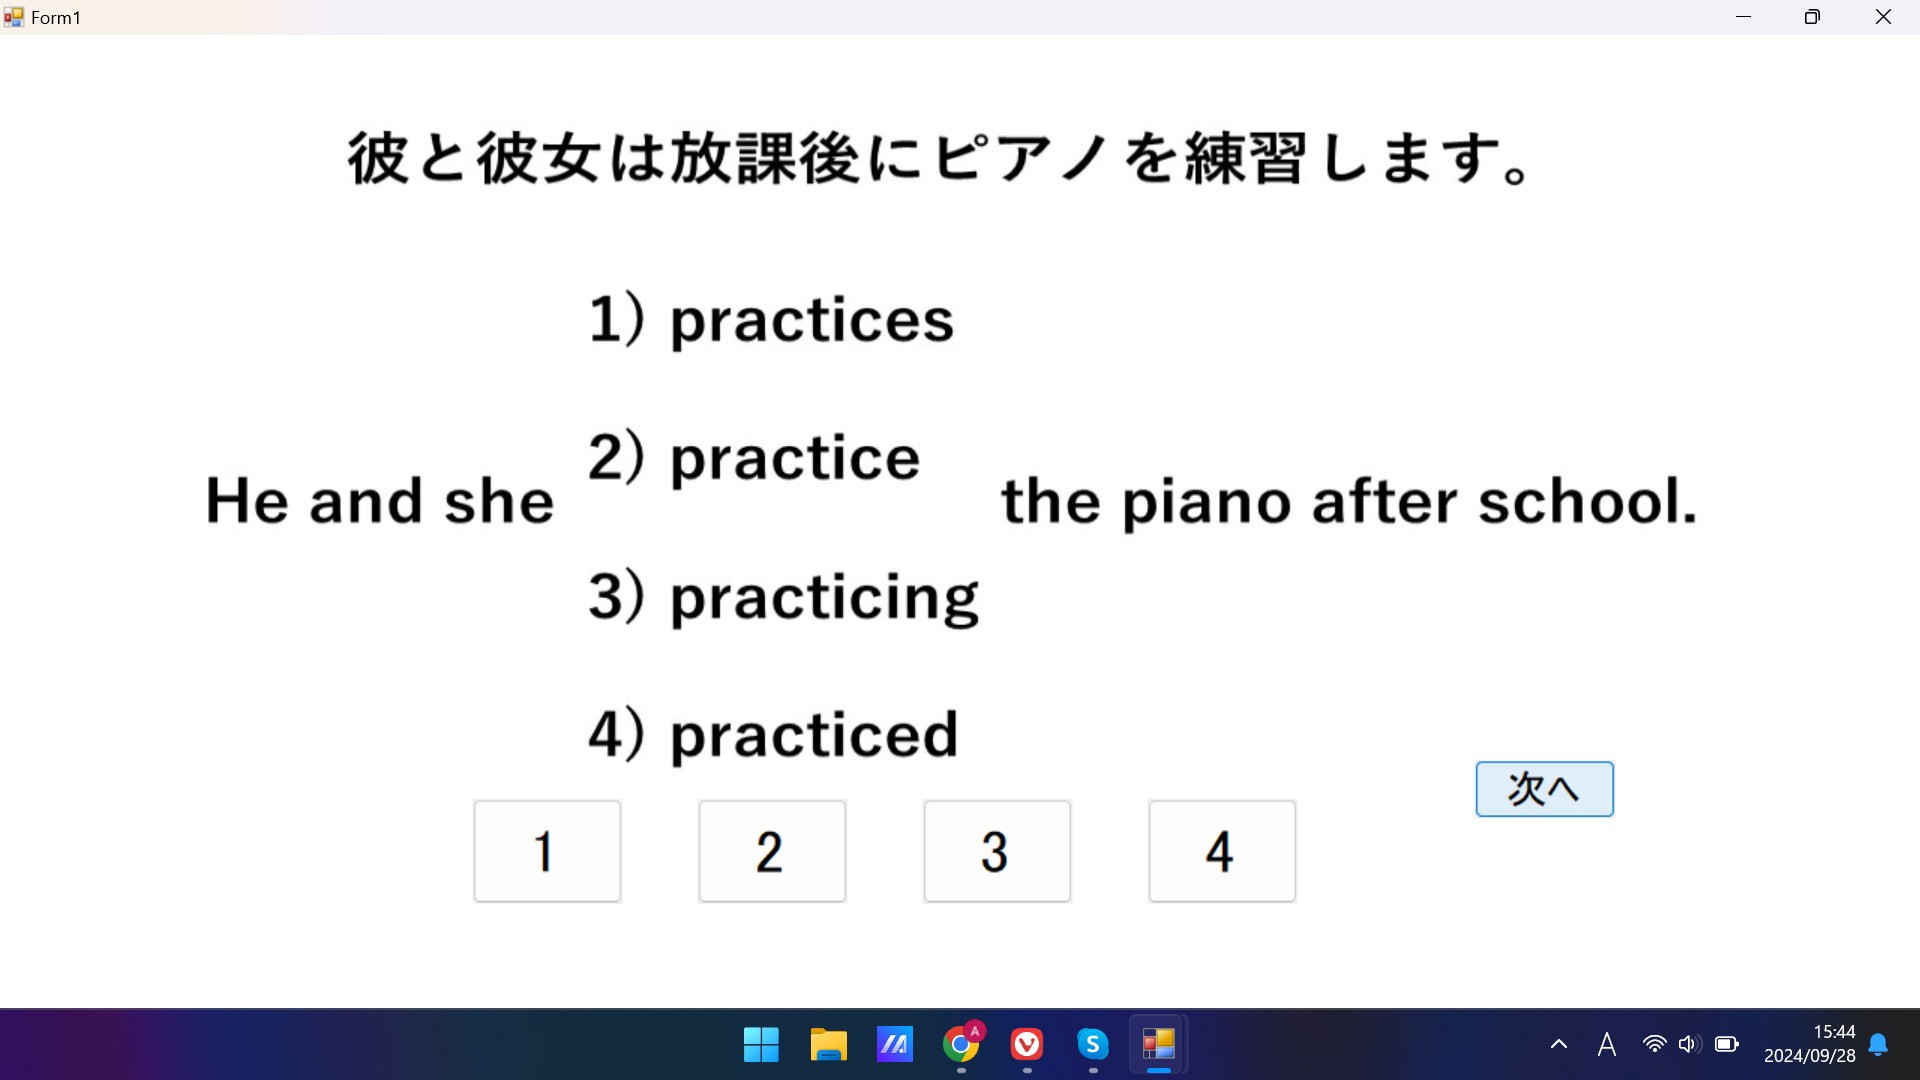 Form1
彼と彼女は放課後にピアノを練習します。
1) practices
2) practice
He and she
the piano after school.
3) practicing
4) practiced
次へ
1 2 3 4
A
S
A
15:44
2024/09/28